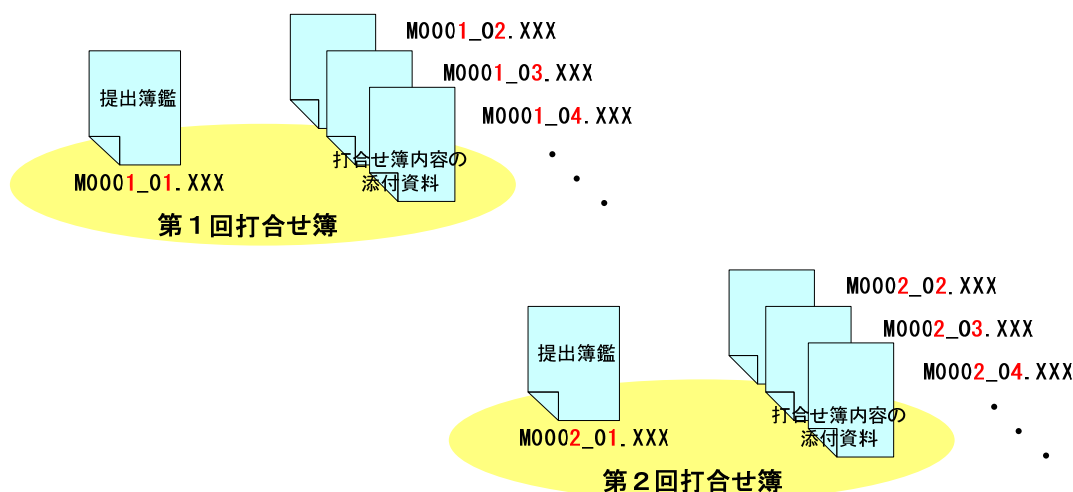 M0001_02.XXX
M0001_03.XXX
M0001_04.XXX
提出簿鑑
M0001_01.XXX
打合せ簿内容の
添付資料
第１回打合せ簿
M0002_02.XXX
M0002_03.XXX
M0002_04.XXX
提出簿鑑
M0002_01.XXX
打合せ簿内容の
添付資料
第２回打合せ簿